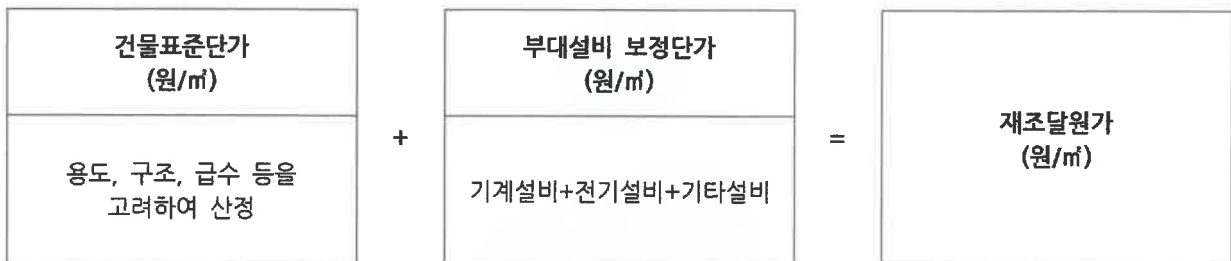 건물표준단가
(원/㎡)
용도, 구조, 급수 등을
고려하여 산정
+
부대설비 보정단가
(원/㎡)
기계설비+전기설비+기타설비
=
재조달원가
(원/㎡)